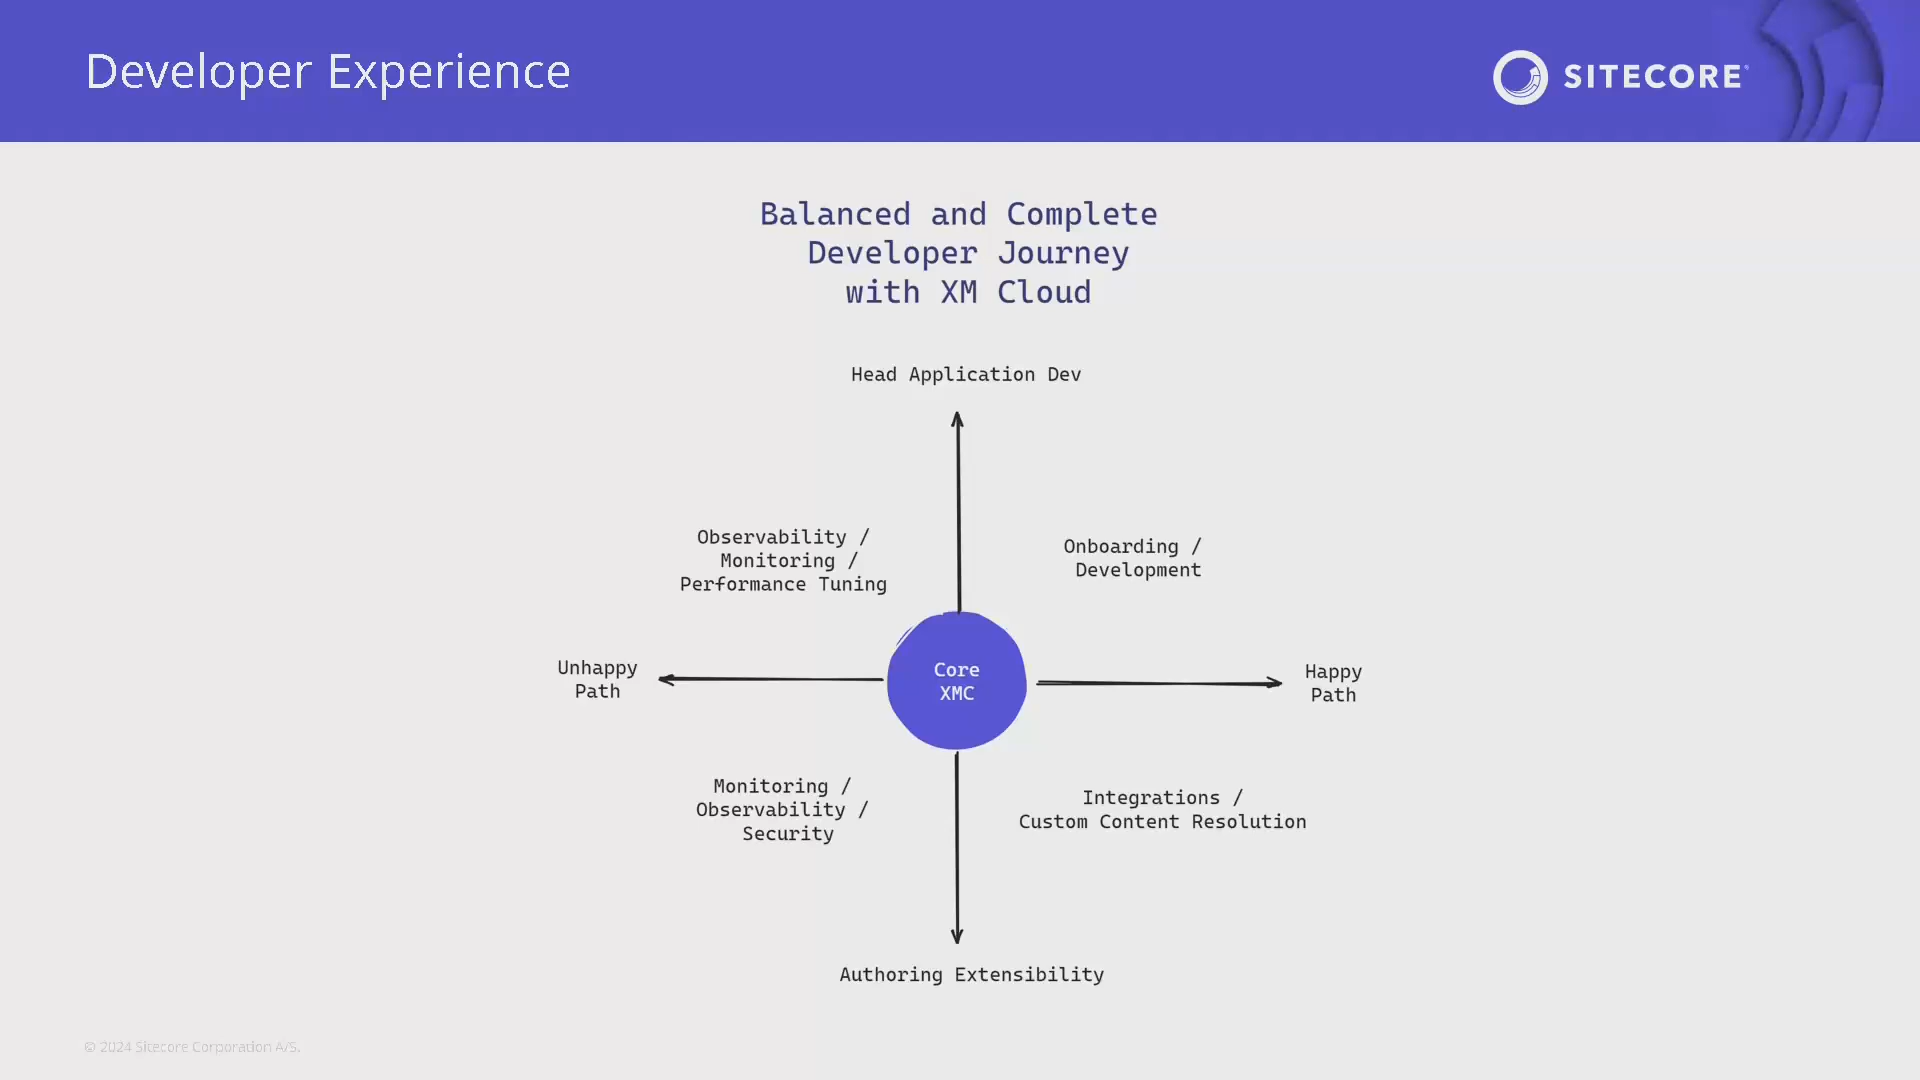 Developer Experience
SITECORE
Balanced and Complete
Developer Journey
with XM Cloud
Head Application Dev
Observability /
Monitoring /
Performance Tuning
Onboarding /
Development
Unhappy
Path
Core
XMC
Happy
Path
Monitoring /
Observability /
Security
Integrations /
Custom Content Resolution
Authoring Extensibility
© 2024 Sitecore Corporation A/S.